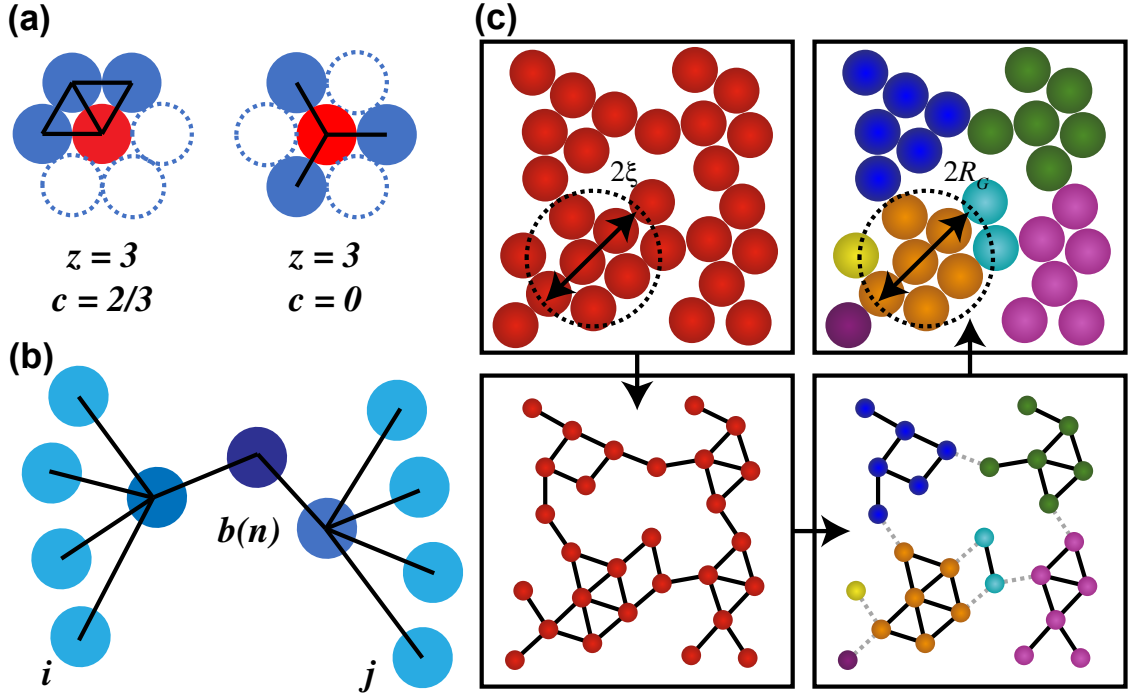 (a)
z = 3
c = 2/3
z = 3
c = 0
(b)
b(n)
i
j
(c)
2ξ
2R_G